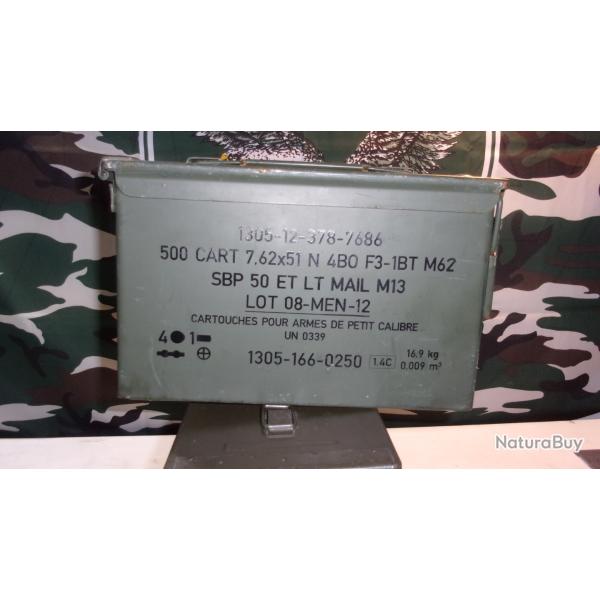 1305-12-378-7686
500 CART 7,62x51 N 4BO F3-1BT M62
SBP 50 ET LT MAIL M13
LOT 08-MEN-12
CARTOUCHES POUR ARMES DE PETIT CALIBRE
UN 0339
4 1
1305-166-0250
1.4C
16,9 kg
0,009 m³
NaturaBuy